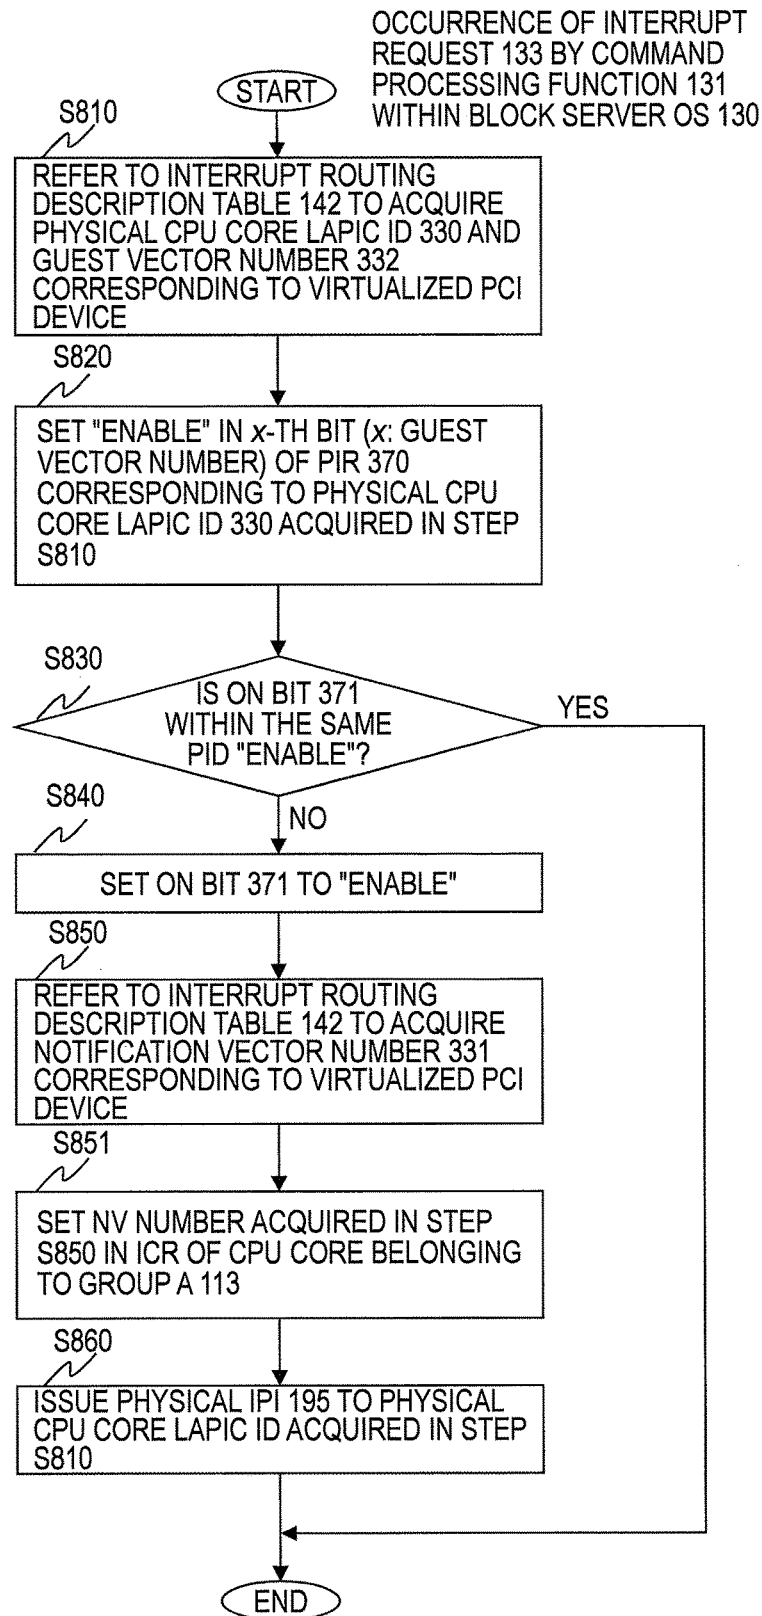 OCCURRENCE OF INTERRUPT
REQUEST 133 BY COMMAND
PROCESSING FUNCTION 131
WITHIN BLOCK SERVER OS 130
START
S810
REFER TO INTERRUPT ROUTING
DESCRIPTION TABLE 142 TO ACQUIRE
PHYSICAL CPU CORE LAPIC ID 330 AND
GUEST VECTOR NUMBER 332
CORRESPONDING TO VIRTUALIZED PCI
DEVICE
S820
SET "ENABLE" IN x-TH BIT (x: GUEST
VECTOR NUMBER) OF PIR 370
CORRESPONDING TO PHYSICAL CPU
CORE LAPIC ID 330 ACQUIRED IN STEP
S810
S830
IS ON BIT 371
WITHIN THE SAME
PID "ENABLE"?
YES
NO
S840
SET ON BIT 371 TO "ENABLE"
S850
REFER TO INTERRUPT ROUTING
DESCRIPTION TABLE 142 TO ACQUIRE
NOTIFICATION VECTOR NUMBER 331
CORRESPONDING TO VIRTUALIZED PCI
DEVICE
S851
SET NV NUMBER ACQUIRED IN STEP
S850 IN ICR OF CPU CORE BELONGING
TO GROUP A 113
S860
ISSUE PHYSICAL IPI 195 TO PHYSICAL
CPU CORE LAPIC ID ACQUIRED IN STEP
S810
END